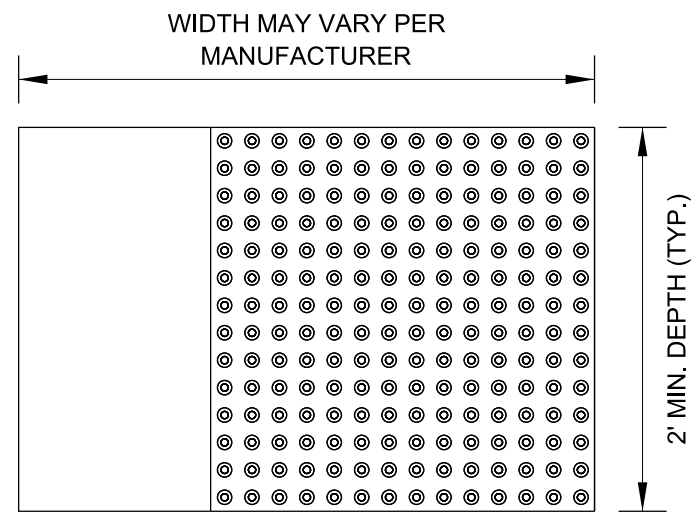 WIDTH MAY VARY PER
MANUFACTURER
2' MIN. DEPTH (TYP.)